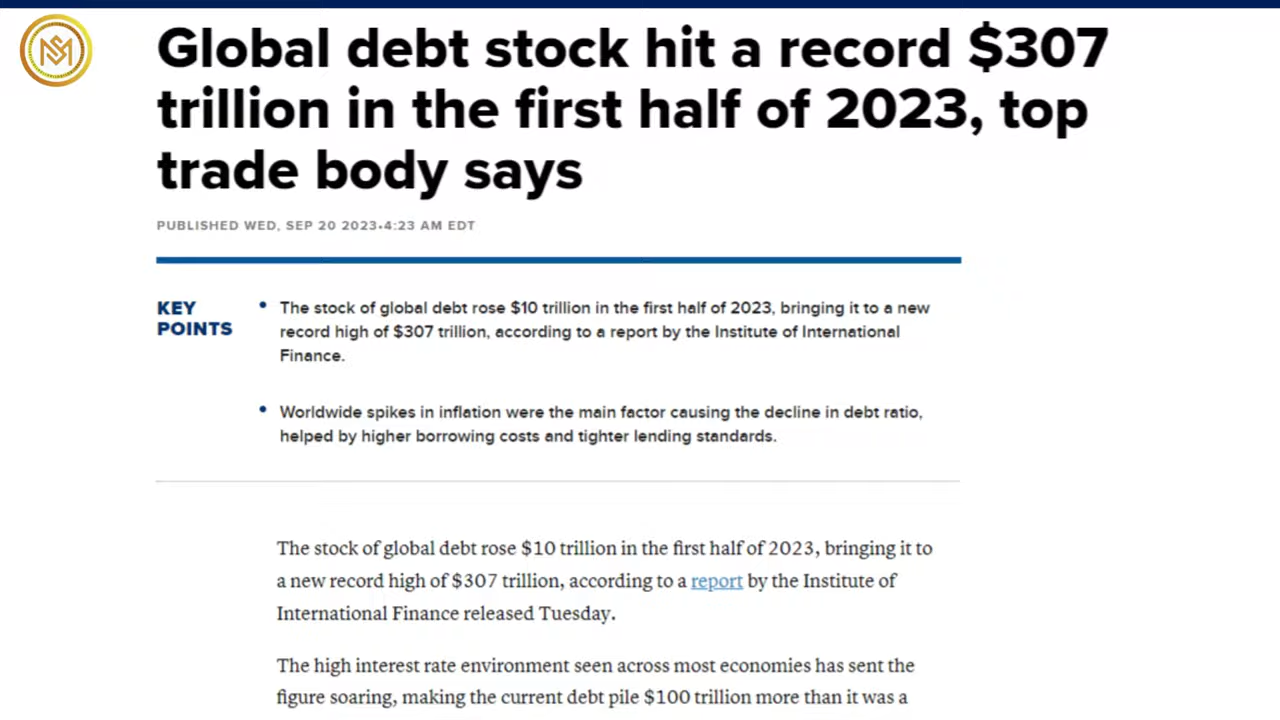 Global debt stock hit a record $307
trillion in the first half of 2023, top
trade body says
PUBLISHED WED, SEP 20 2023•4:23 AM EDT
KEY
POINTS
• The stock of global debt rose $10 trillion in the first half of 2023, bringing it to a new
record high of $307 trillion, according to a report by the Institute of International
Finance.
• Worldwide spikes in inflation were the main factor causing the decline in debt ratio,
helped by higher borrowing costs and tighter lending standards.
The stock of global debt rose $10 trillion in the first half of 2023, bringing it to
a new record high of $307 trillion, according to a report by the Institute of
International Finance released Tuesday.
The high interest rate environment seen across most economies has sent the
figure soaring, making the current debt pile $100 trillion more than it was a